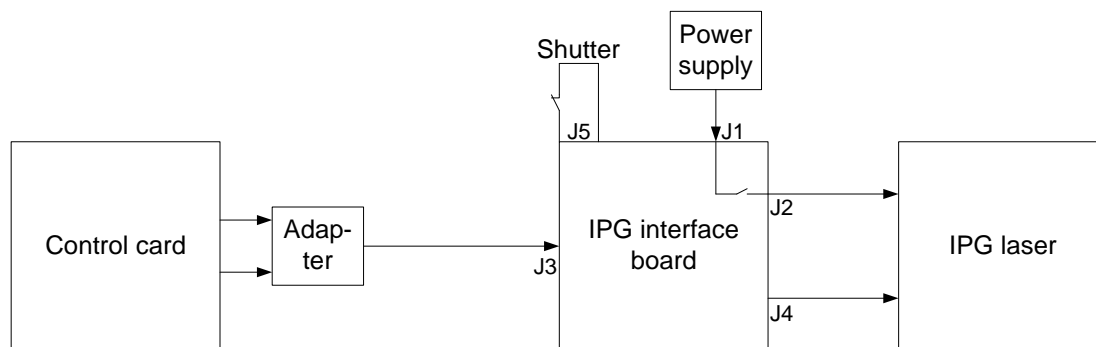 Shutter
Power
supply
J5
J1
Control card
Adap-
ter
J3
IPG interface
board
J2
J4
IPG laser